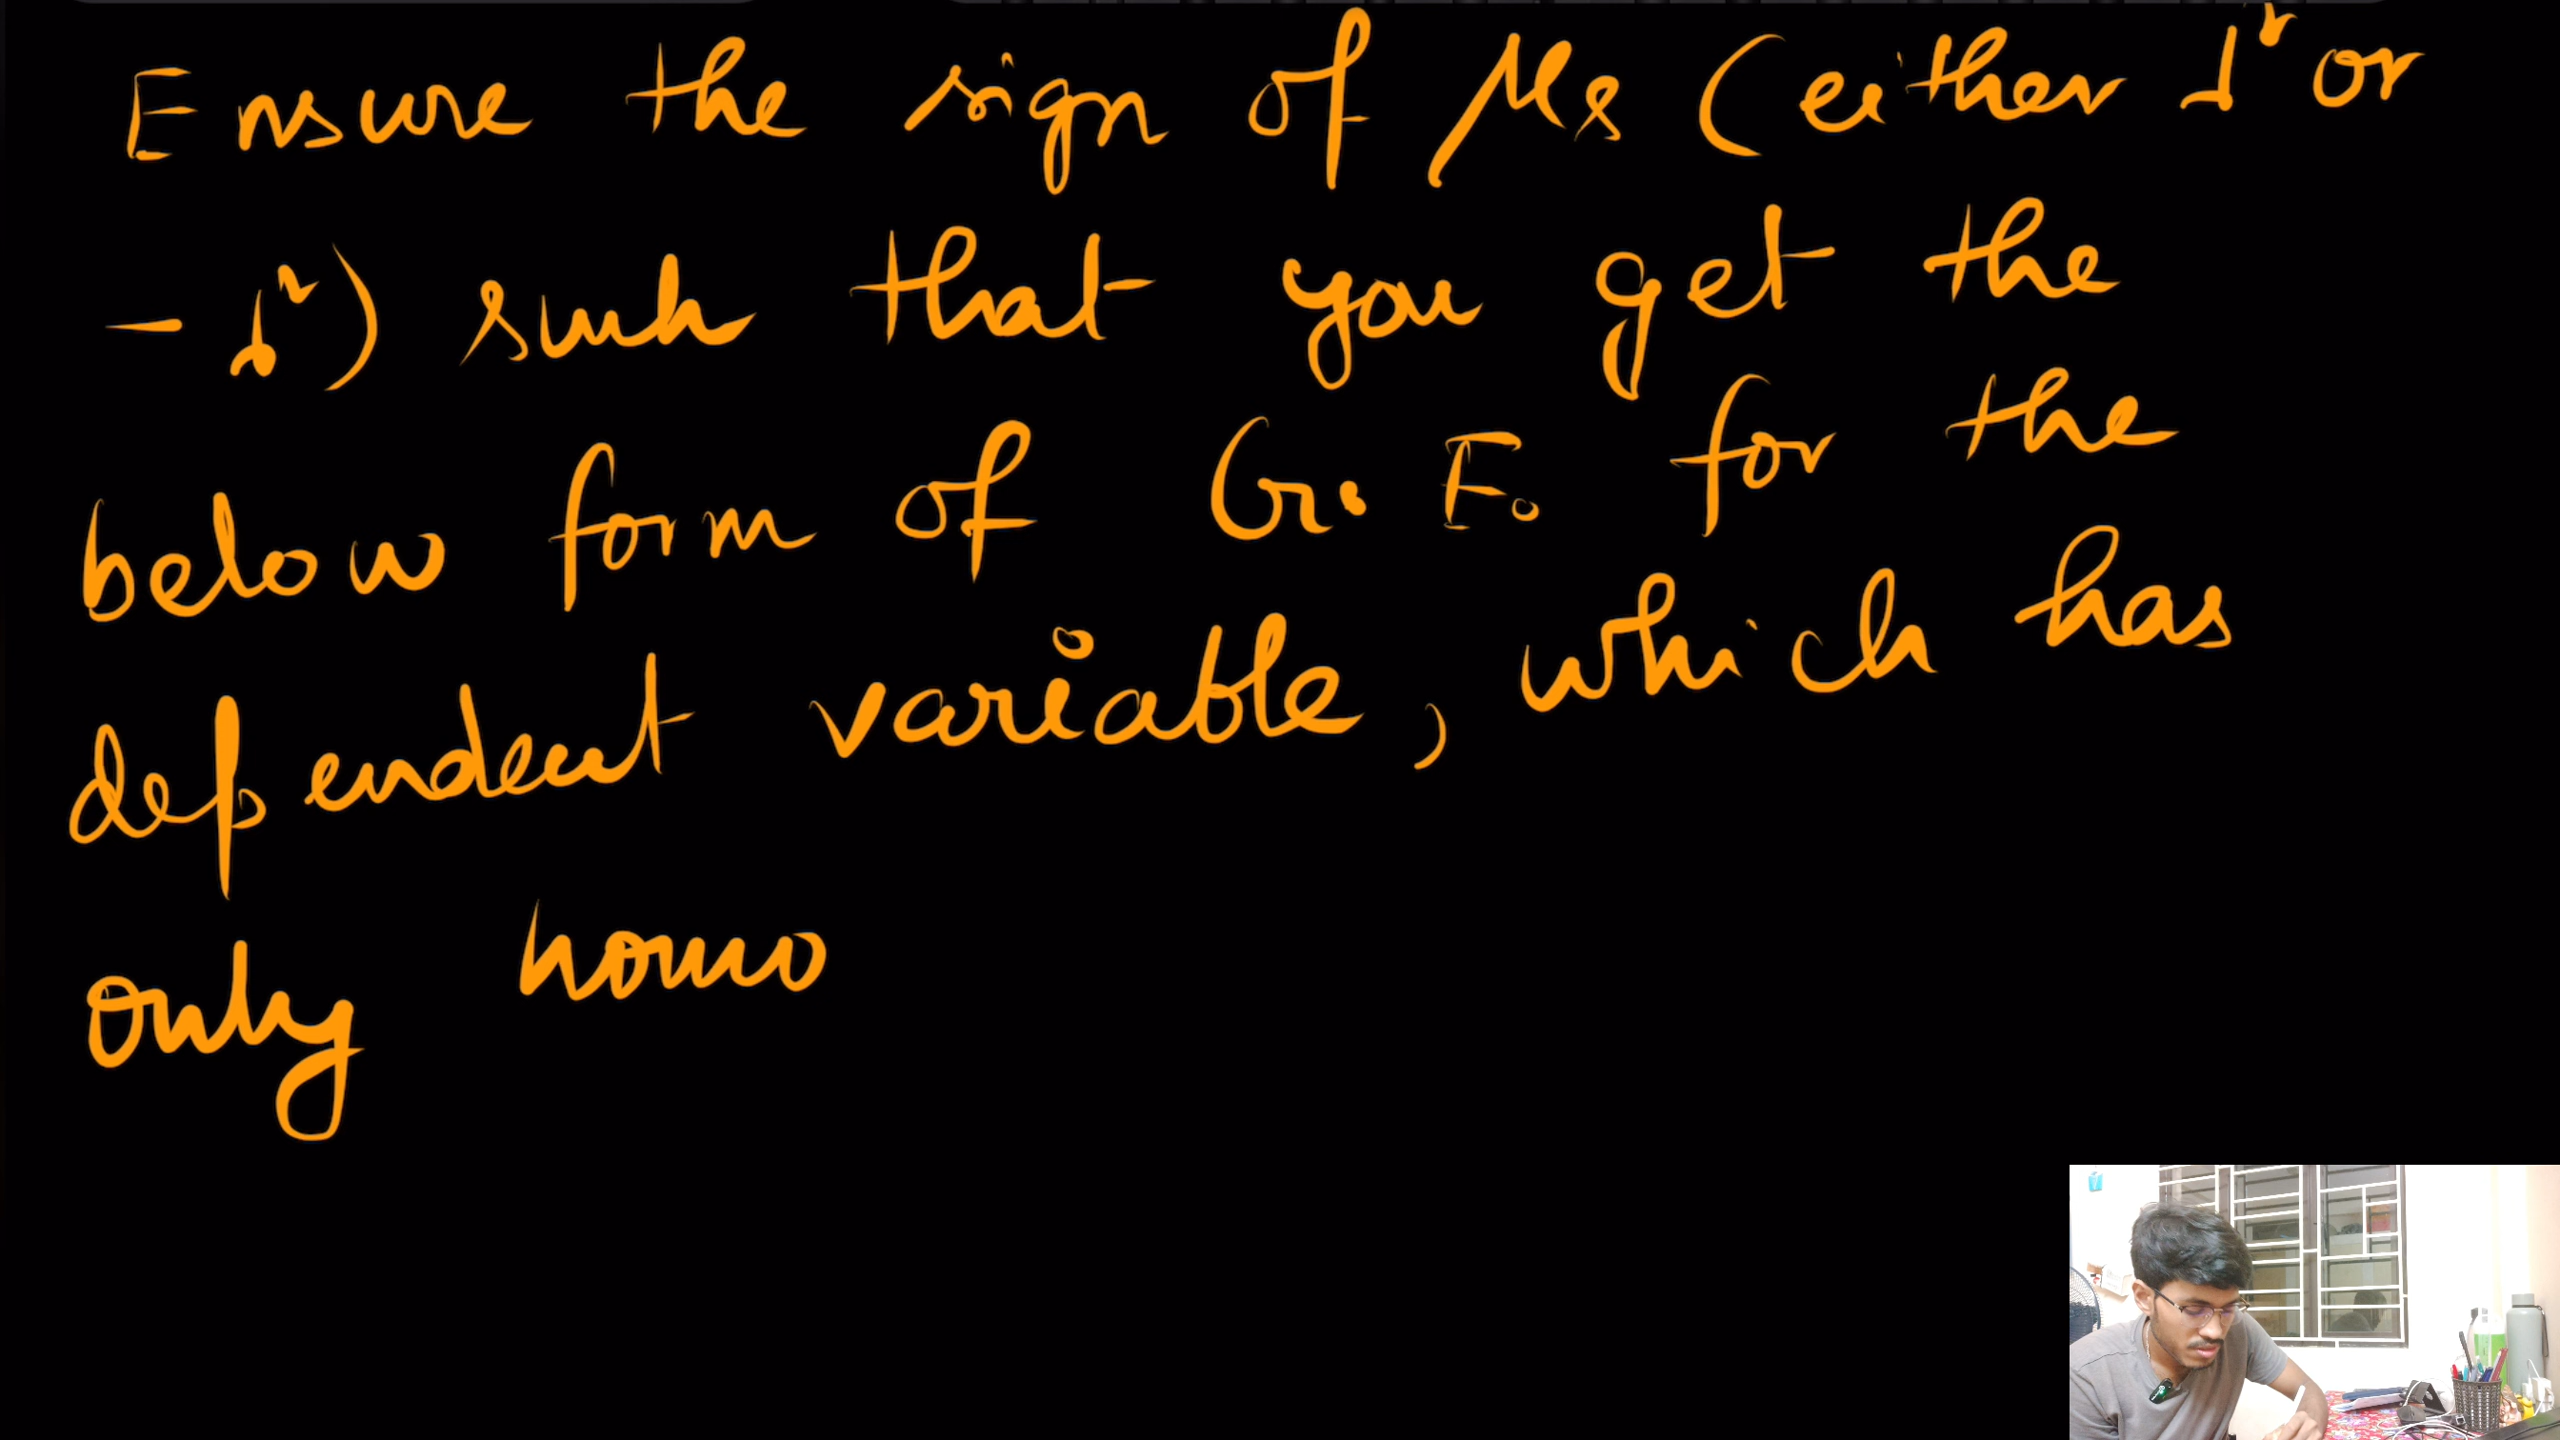 Ensure the sign of μs (either λ² or
- λ²) such that you get the
below form of G.E. for the
dependent variable, which has
only homo